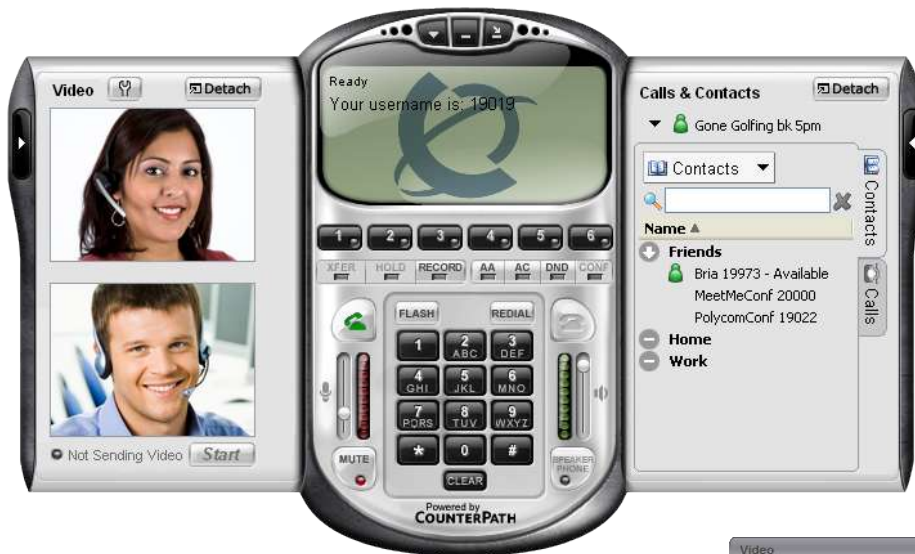 Video
Detach
Not Sending Video
Start
Ready
Your username is: 19019
1 2 3 4 5 6
XFER HOLD RECORD AA AC DND CONF
FLASH REDIAL
1 2 ABC 3 DEF
4 GHI 5 JKL 6 MNO
7 PQRS 8 TUV 9 WXYZ
* 0 #
MUTE
SPEAKER PHONE
CLEAR
Powered by
COUNTERPATH
Calls & Contacts
Detach
Gone Golfing bk 5pm
Contacts
Name
Friends
Bria 19973 - Available
MeetMeConf 20000
PolycomConf 19022
Home
Work
Contacts
Calls
Video